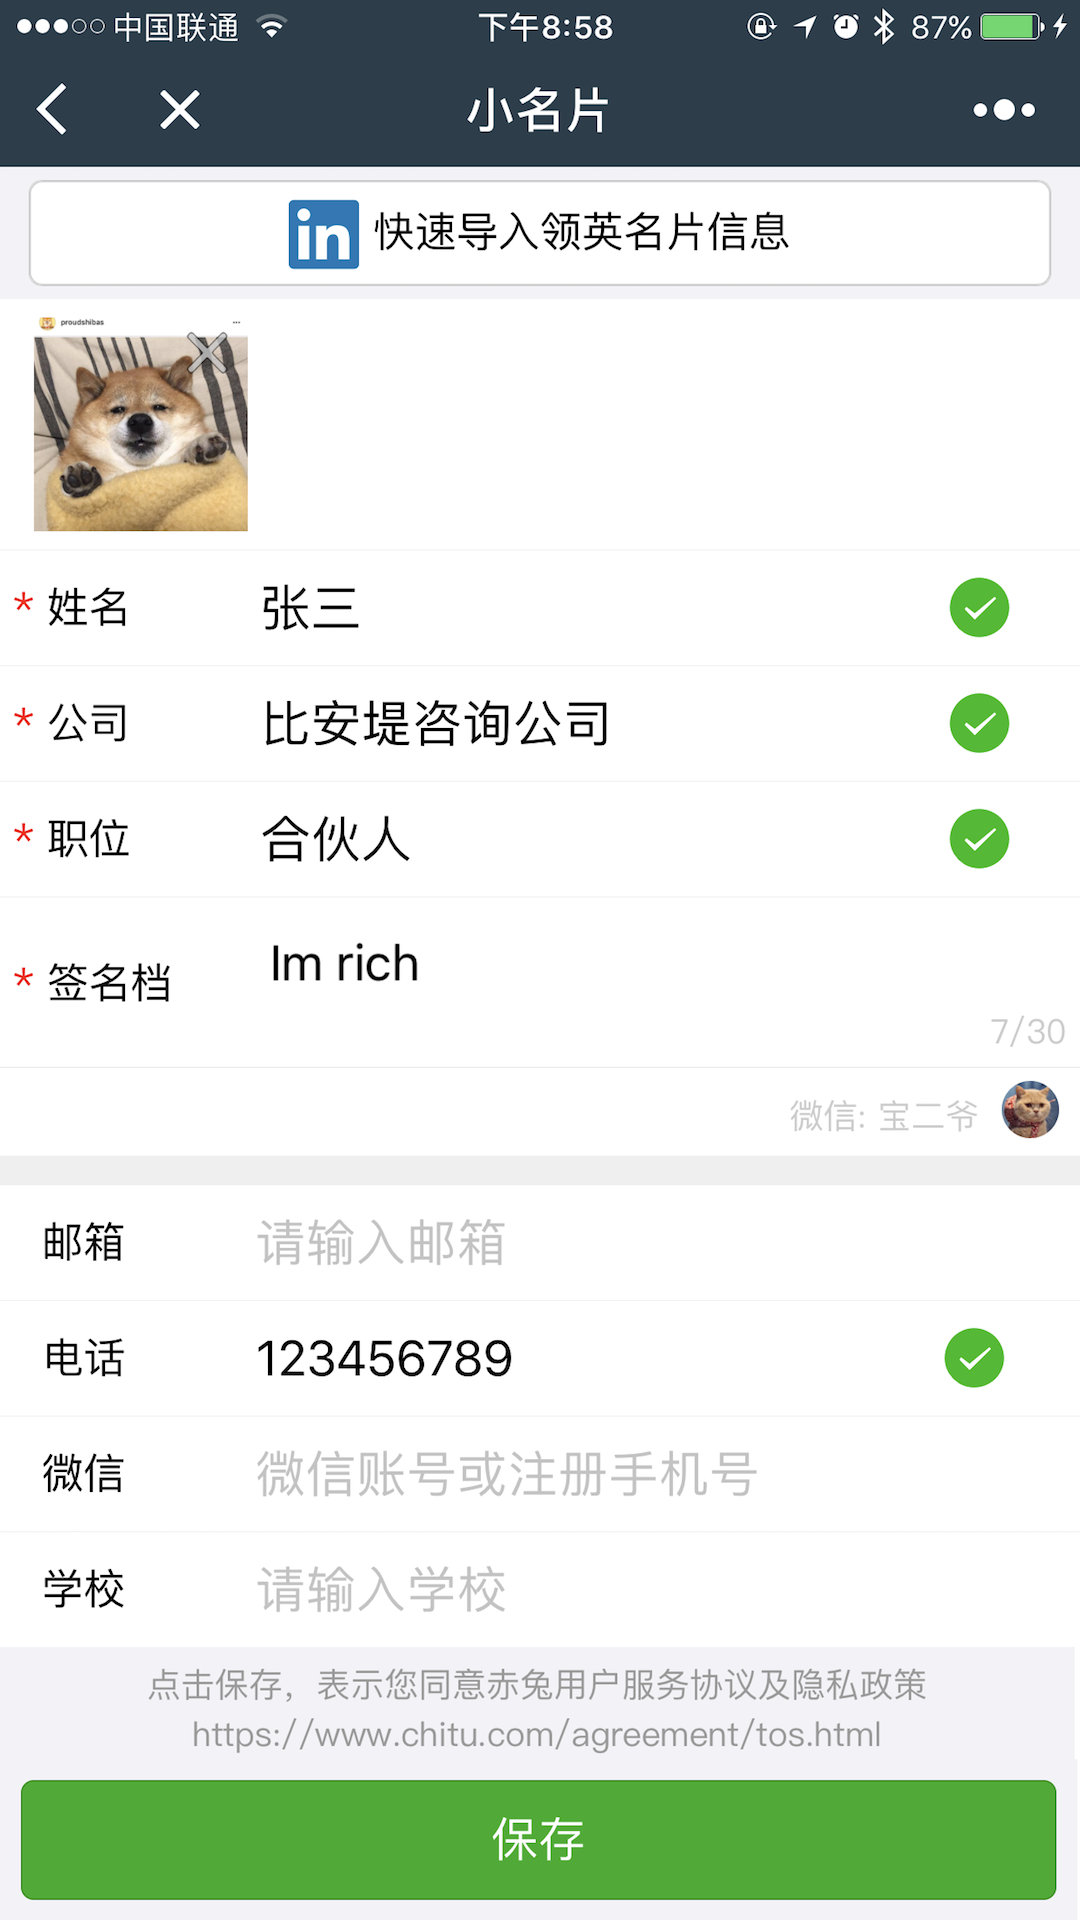 中国联通 下午8:58 87%
小名片
in 快速导入领英名片信息
proudshibas
* 姓名 张三
* 公司 比安堤咨询公司
* 职位 合伙人
* 签名档 Im rich
7/30
微信: 宝二爷
邮箱 请输入邮箱
电话 123456789
微信 微信账号或注册手机号
学校 请输入学校
点击保存，表示您同意赤兔用户服务协议及隐私政策
https://www.chitu.com/agreement/tos.html
保存